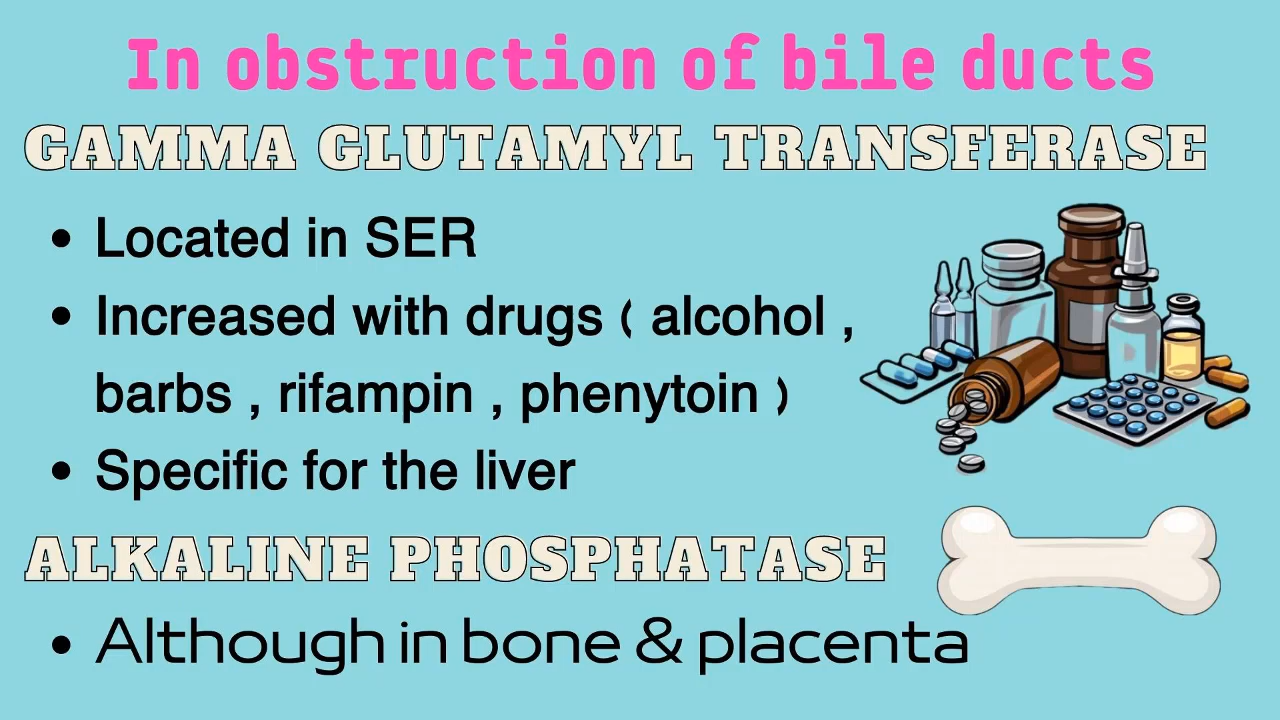 In obstruction of bile ducts
GAMMA GLUTAMYL TRANSFERASE
• Located in SER
• Increased with drugs ( alcohol ,
barbs , rifampin , phenytoin )
• Specific for the liver
ALKALINE PHOSPHATASE
• Although in bone & placenta